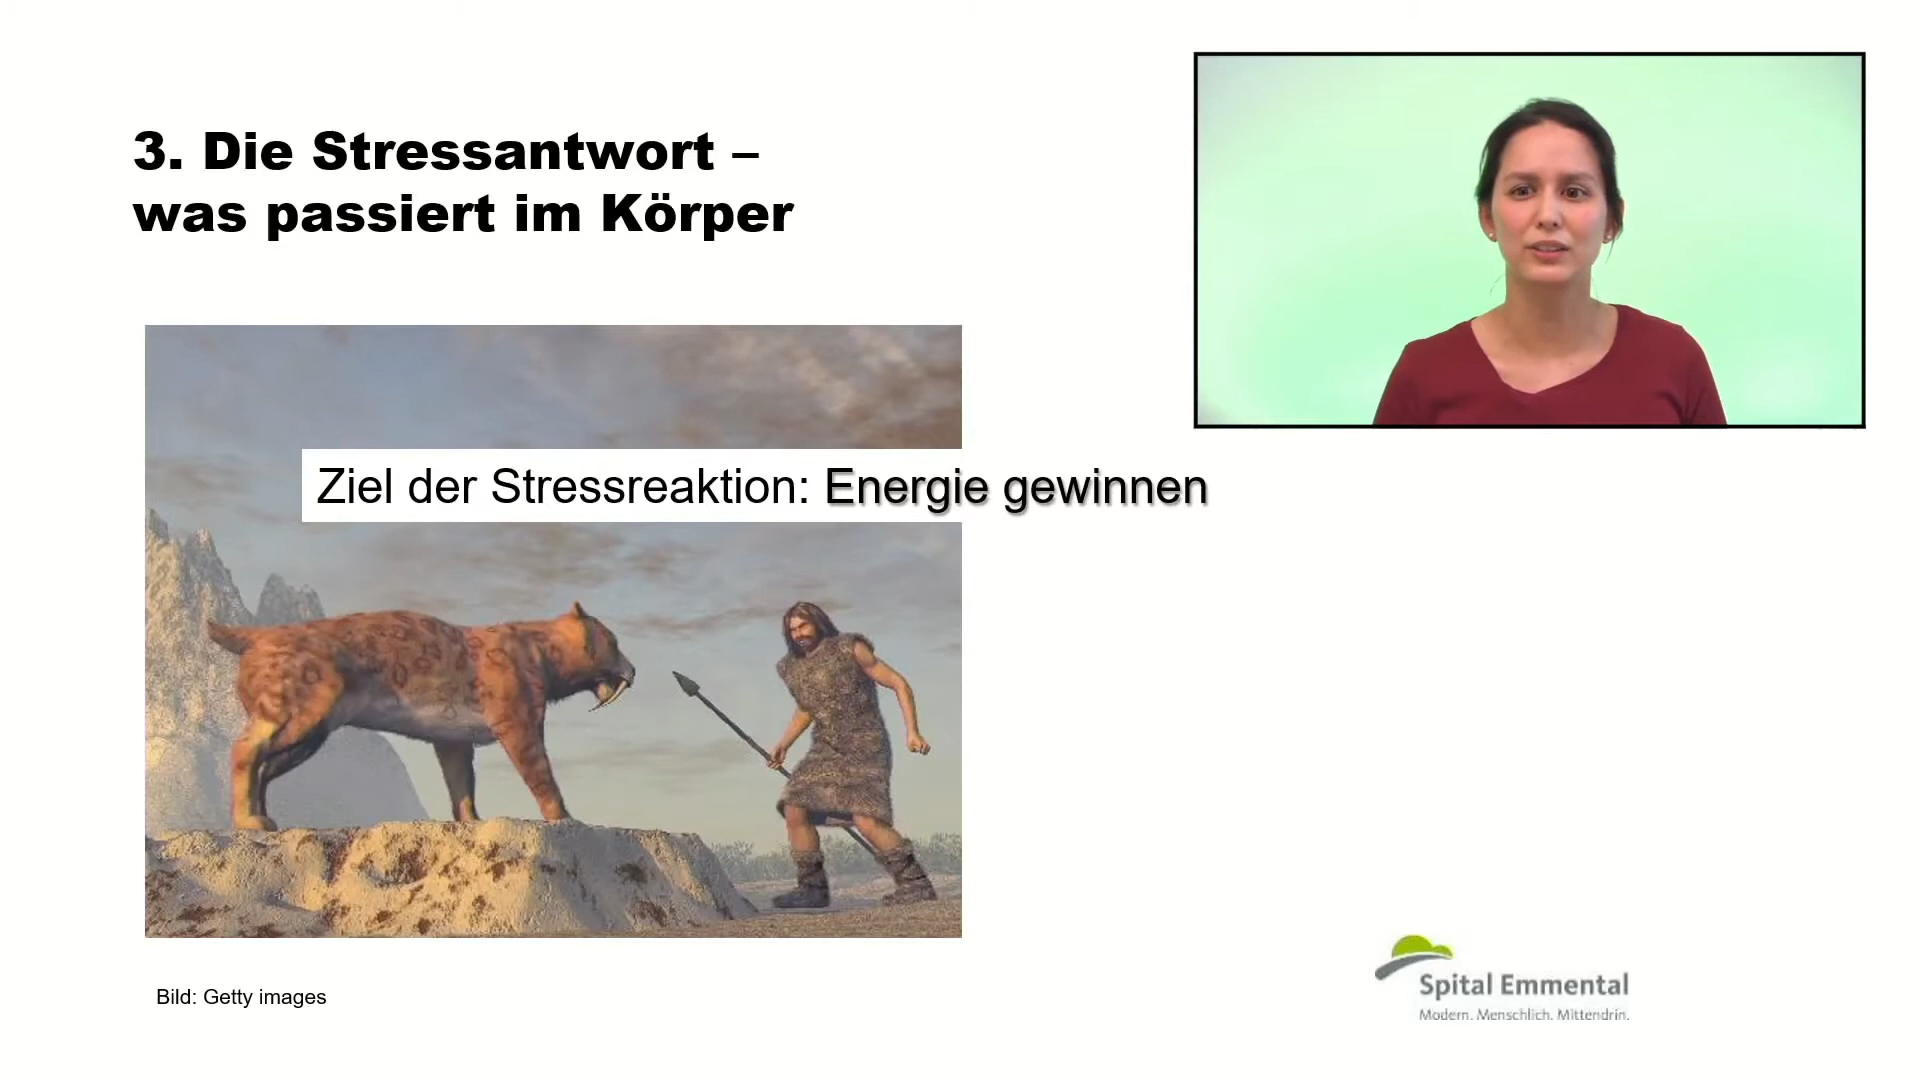 3. Die Stressantwort –
was passiert im Körper
Ziel der Stressreaktion: Energie gewinnen
Bild: Getty images
Spital Emmental
Modern. Menschlich. Mittendrin.